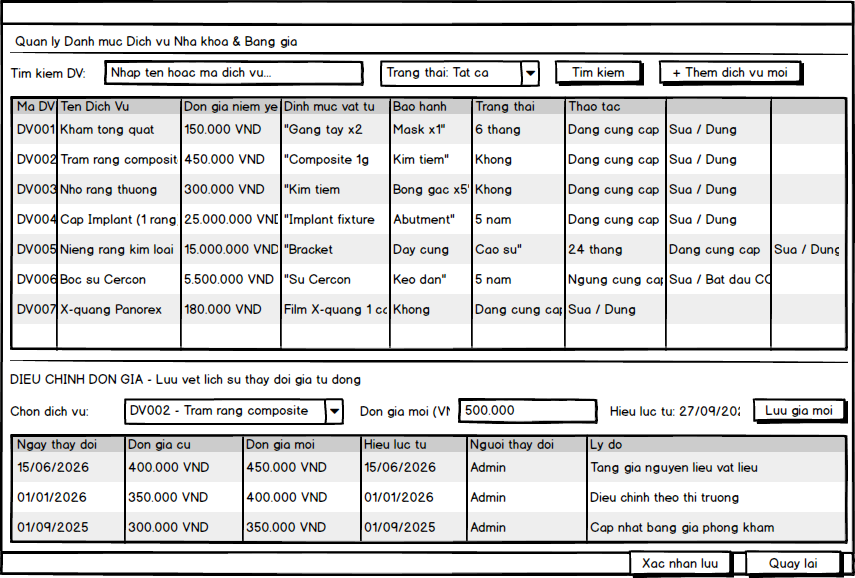 Quan ly Danh muc Dich vu Nha khoa & Bang gia
Tim kiem DV: Nhap ten hoac ma dich vu... Trang thai: Tat ca Tim kiem + Them dich vu moi
Ma DV Ten Dich Vu Don gia niem ye Dinh muc vat tu Bao hanh Trang thai Thao tac
DV001 Kham tong quat 150.000 VND "Gang tay x2 Mask x1" 6 thang Dang cung cap Sua / Dung
DV002 Tram rang composit 450.000 VND "Composite 1g Kim tiem" Khong Dang cung cap Sua / Dung
DV003 Nho rang thuong 300.000 VND "Kim tiem Bong gac x5" Khong Dang cung cap Sua / Dung
DV004 Cap Implant (1 rang 25.000.000 VND "Implant fixture Abutment" 5 nam Dang cung cap Sua / Dung
DV005 Nieng rang kim loai 15.000.000 VND "Bracket Day cung Cao su" 24 thang Dang cung cap Sua / Dung
DV006 Boc su Cercon 5.500.000 VND "Su Cercon Keo dan" 5 nam Ngung cung cap Sua / Bat dau CC
DV007 X-quang Panorex 180.000 VND Film X-quang 1 cc Khong Dang cung cap Sua / Dung
DIEU CHINH DON GIA - Luu vet lich su thay doi gia tu dong
Chon dich vu: DV002 - Tram rang composite Don gia moi (VN 500.000 Hieu luc tu: 27/09/202 Luu gia moi
Ngay thay doi Don gia cu Don gia moi Hieu luc tu Nguoi thay doi Ly do
15/06/2026 400.000 VND 450.000 VND 15/06/2026 Admin Tang gia nguyen lieu vat lieu
01/01/2026 350.000 VND 400.000 VND 01/01/2026 Admin Dieu chinh theo thi truong
01/09/2025 300.000 VND 350.000 VND 01/09/2025 Admin Cap nhat bang gia phong kham
Xac nhan luu Quay lai